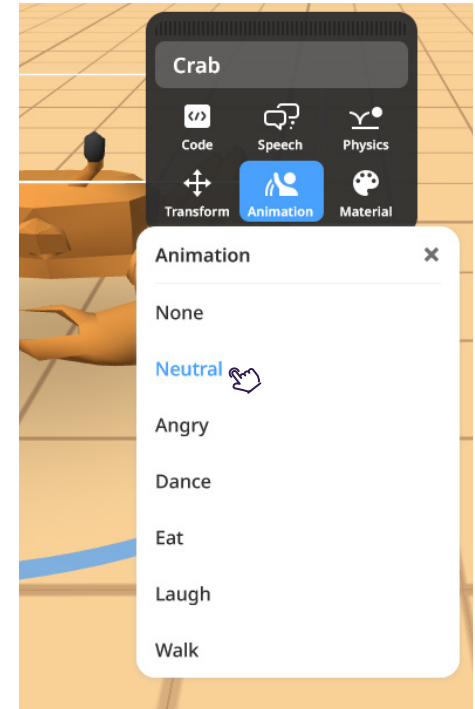 Crab
Code Speech Physics
Transform Animation Material
Animation
None
Neutral
Angry
Dance
Eat
Laugh
Walk